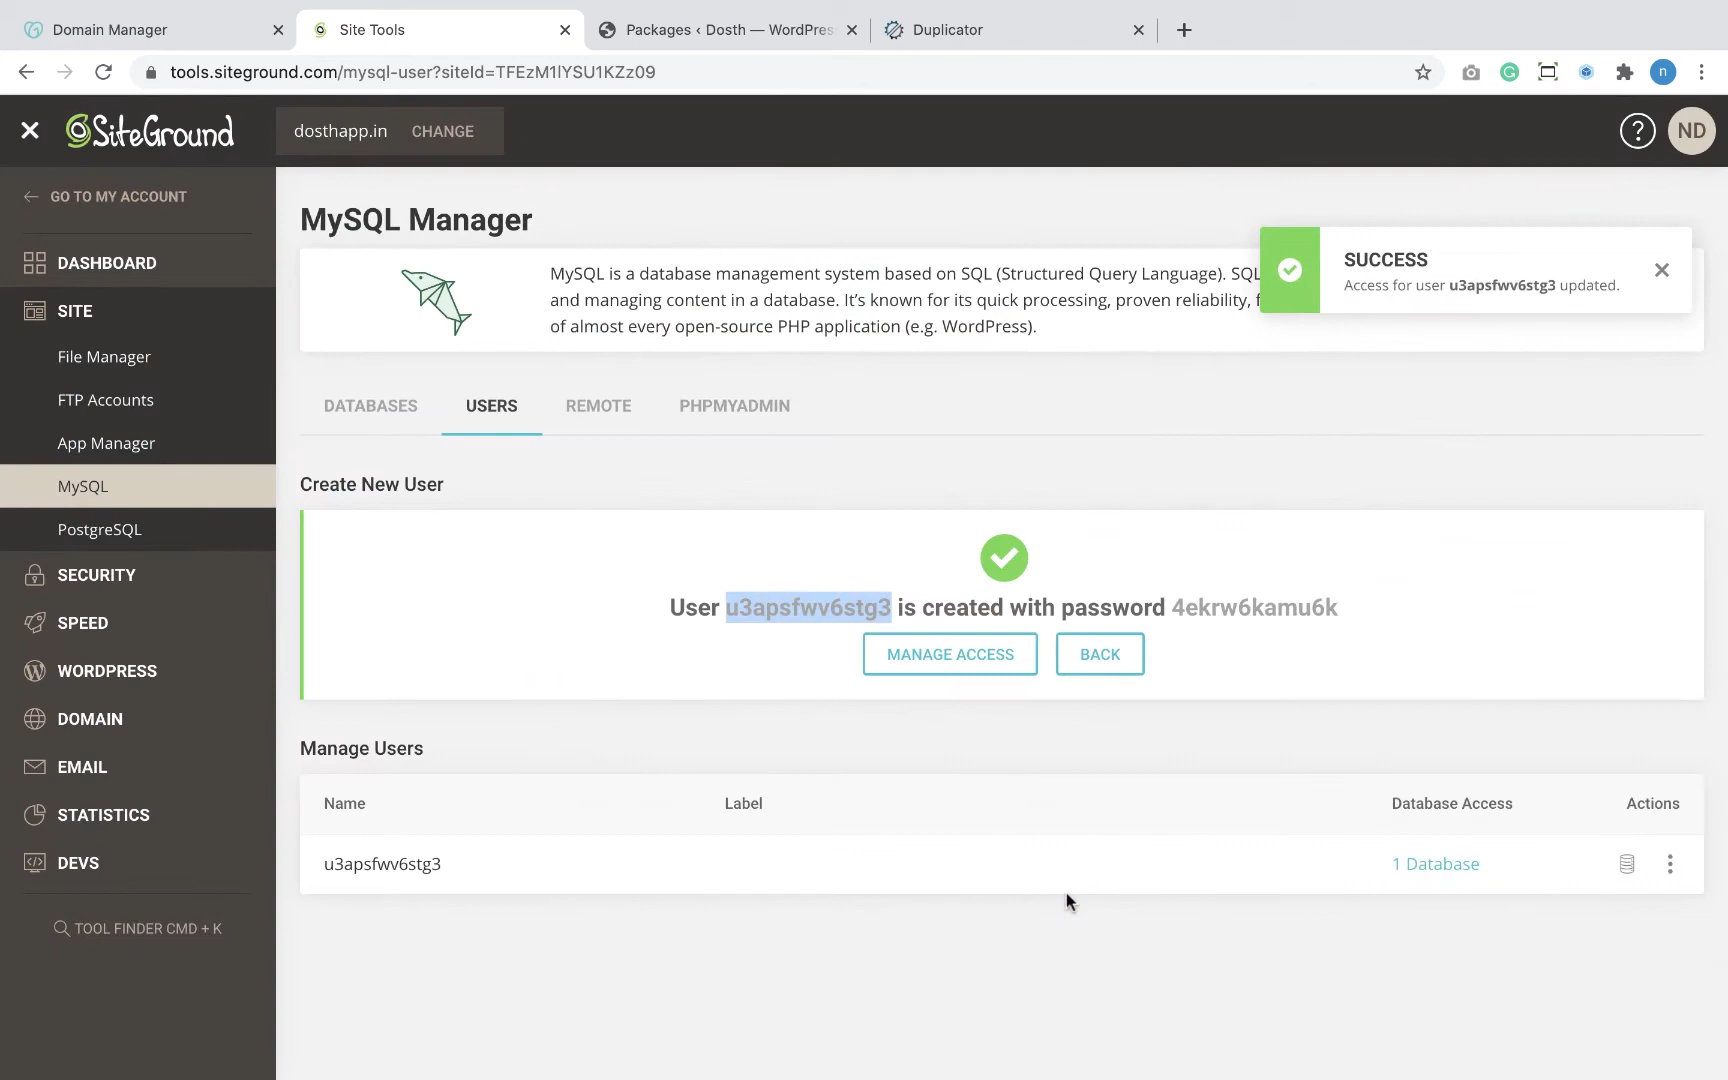 Domain Manager
Site Tools
Packages ‹ Dosth — WordPres
Duplicator
tools.siteground.com/mysql-user?siteId=TFEzM1lYSU1KZz09
n
SiteGround
dosthapp.in
CHANGE
?
ND
GO TO MY ACCOUNT
DASHBOARD
SITE
File Manager
FTP Accounts
App Manager
MySQL
PostgreSQL
SECURITY
SPEED
WORDPRESS
DOMAIN
EMAIL
STATISTICS
DEVS
TOOL FINDER CMD + K
MySQL Manager
MySQL is a database management system based on SQL (Structured Query Language). SQL
and managing content in a database. It’s known for its quick processing, proven reliability, f
of almost every open-source PHP application (e.g. WordPress).
SUCCESS
Access for user u3apsfwv6stg3 updated.
DATABASES
USERS
REMOTE
PHPMYADMIN
Create New User
User u3apsfwv6stg3 is created with password 4ekrw6kamu6k
MANAGE ACCESS
BACK
Manage Users
Name
Label
Database Access
Actions
u3apsfwv6stg3
1 Database